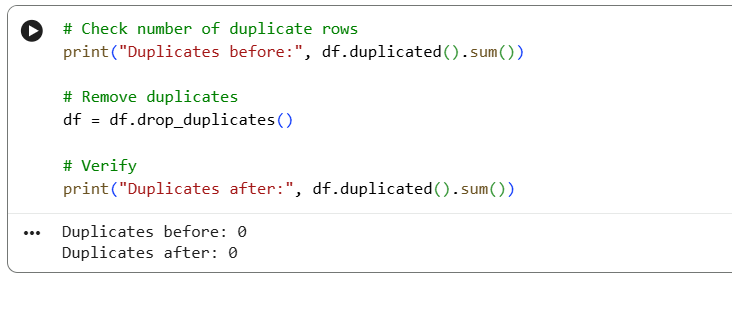 # Check number of duplicate rows
print("Duplicates before:", df.duplicated().sum())
# Remove duplicates
df = df.drop_duplicates()
# Verify
print("Duplicates after:", df.duplicated().sum())
Duplicates before: 0
Duplicates after: 0